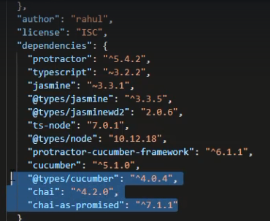 },
"author": "rahul",
"license": "ISC",
"dependencies": {
"protractor": "^5.4.2",
"typescript": "~3.2.2",
"jasmine": "~3.3.1",
"@types/jasmine": "^3.3.5",
"@types/jasminewd2": "2.0.6",
"ts-node": "7.0.1",
"@types/node": "10.12.18",
"protractor-cucumber-framework": "^6.1.1",
"cucumber": "^5.1.0",
"@types/cucumber": "^4.0.4",
"chai": "^4.2.0",
"chai-as-promised": "^7.1.1"
}